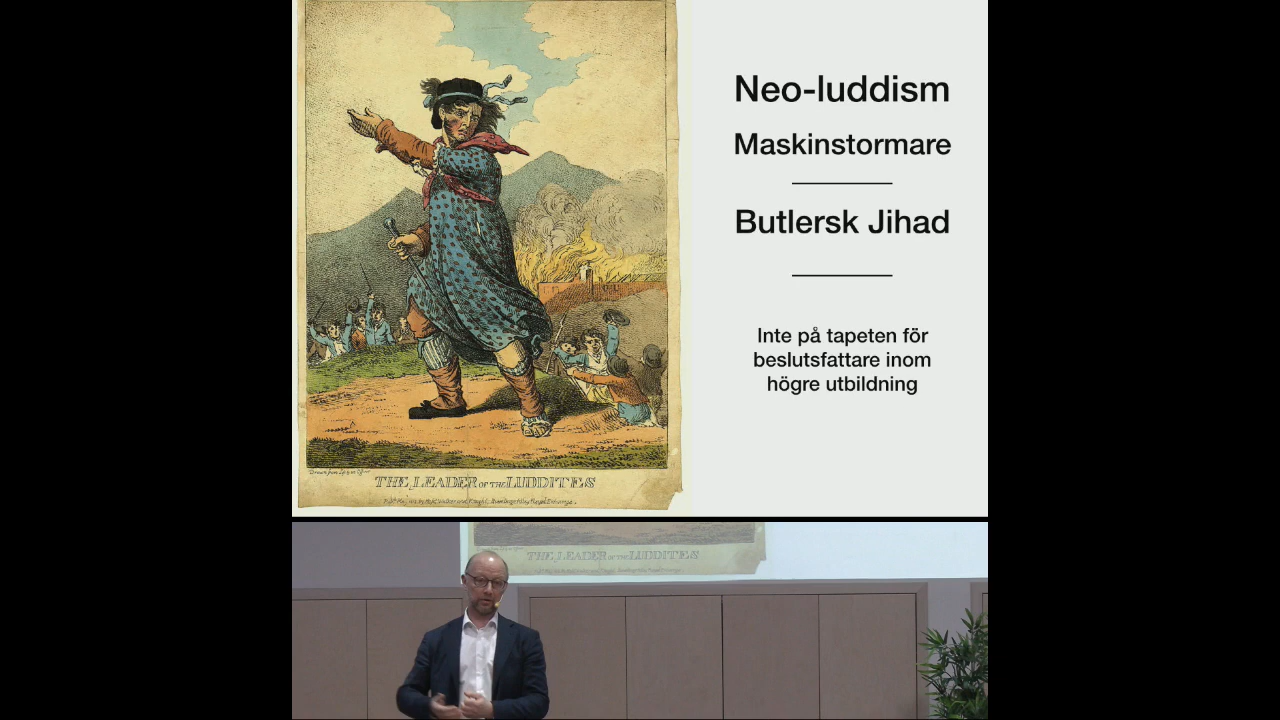 Neo-luddism
Maskinstormare
Butlersk Jihad
Inte på tapeten för
beslutsfattare inom
högre utbildning
THE LEADER OF THE LUDDITES
THE LEADER OF THE LUDDITES